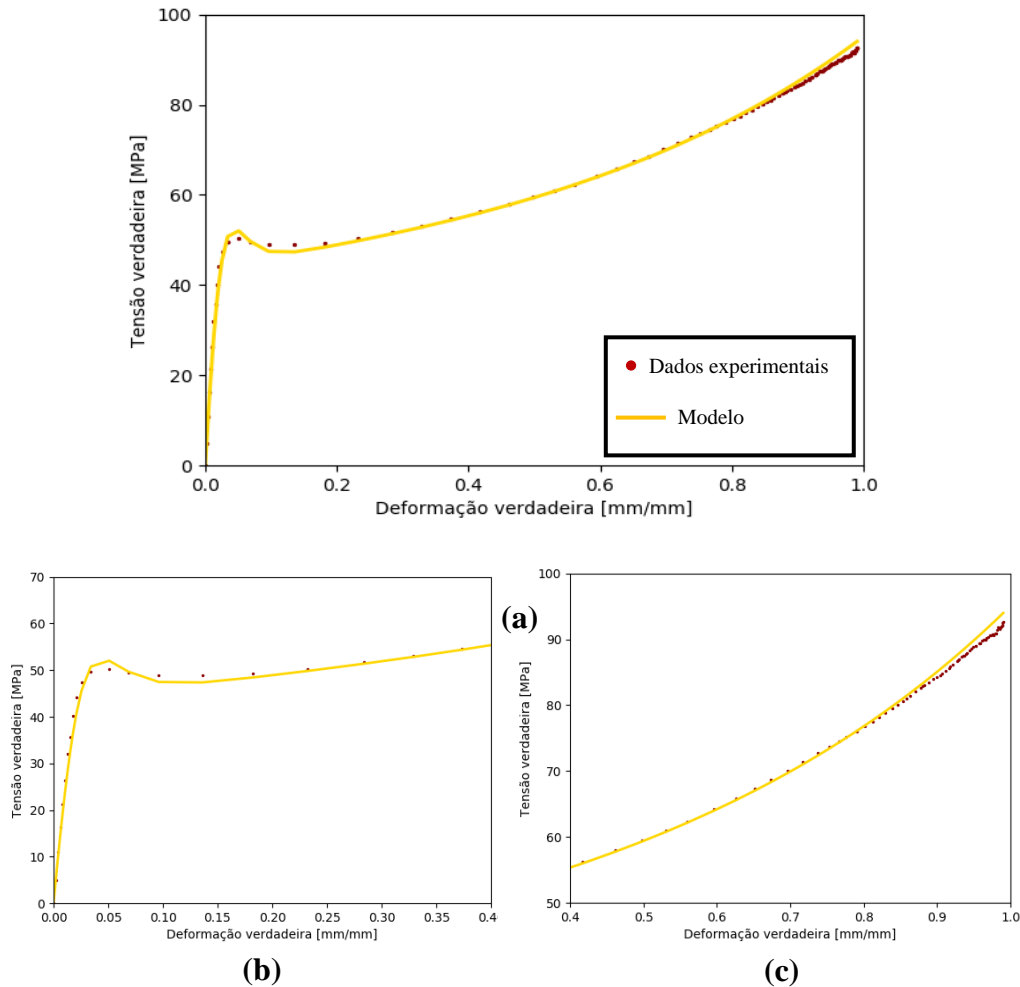 100
80
60
40
20
0
Tensão verdadeira [MPa]
Dados experimentais
Modelo
0.0 0.2 0.4 0.6 0.8 1.0
Deformação verdadeira [mm/mm]
(a)
70
60
50
40
30
20
10
0
Tensão verdadeira [MPa]
0.00 0.05 0.10 0.15 0.20 0.25 0.30 0.35 0.4
Deformação verdadeira [mm/mm]
(b)
100
90
80
70
60
50
Tensão verdadeira [MPa]
0.4 0.5 0.6 0.7 0.8 0.9 1.0
Deformação verdadeira [mm/mm]
(c)